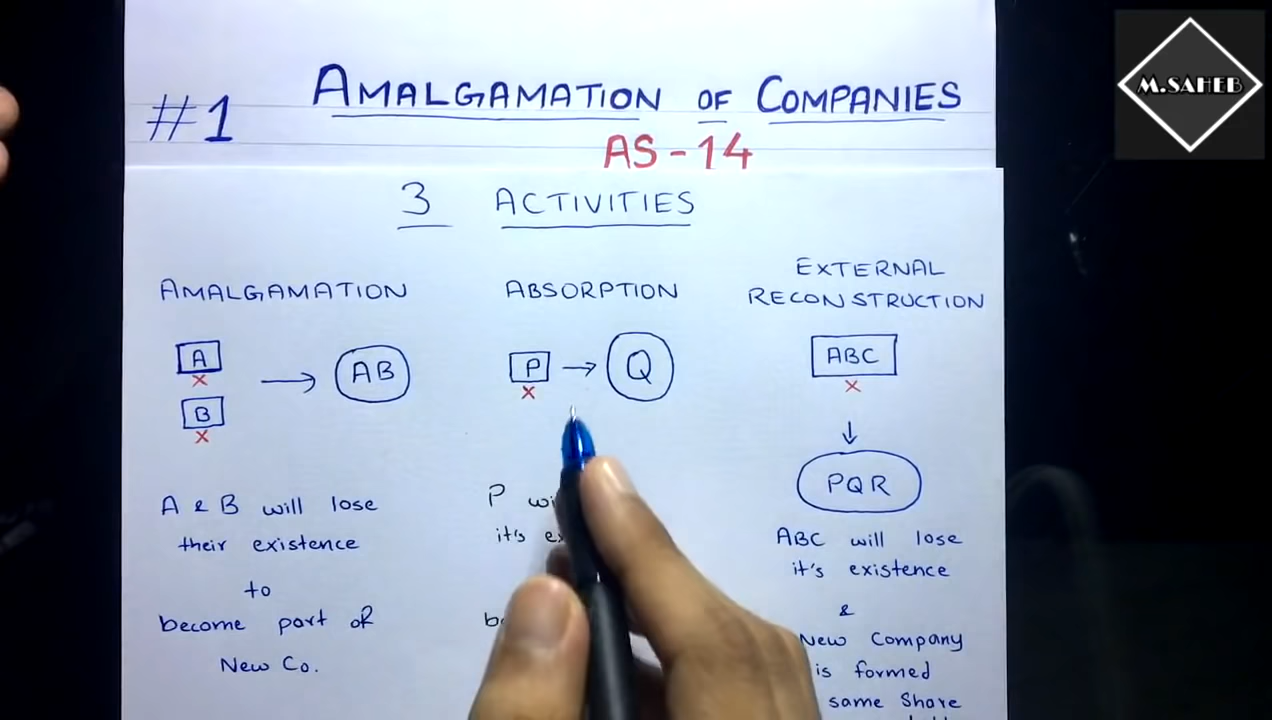 #1
AMALGAMATION OF COMPANIES
AS-14
3 ACTIVITIES
AMALGAMATION
A
B
AB
A & B will lose
their existence
to
become part of
New Co.
ABSORPTION
P
Q
P
it's
EXTERNAL
RECONSTRUCTION
ABC
PQR
ABC will lose
it's existence
&
New Company
is formed
same Share
M.SAHEB